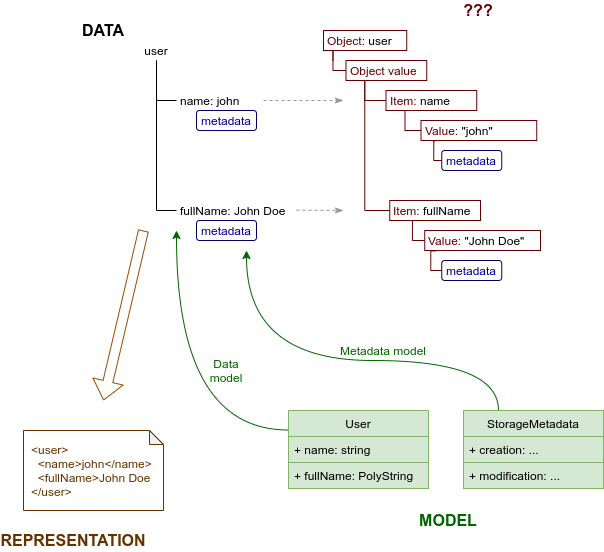 ???
DATA
Object: user
user
Object value
name: john
Item: name
metadata
Value: "john"
metadata
fullName: John Doe
Item: fullName
metadata
Value: "John Doe"
metadata
Metadata model
Data
model
User
+ name: string
+ fullName: PolyString
StorageMetadata
+ creation: ...
+ modification: ...
<user>
<name>john</name>
<fullName>John Doe
</user>
MODEL
REPRESENTATION